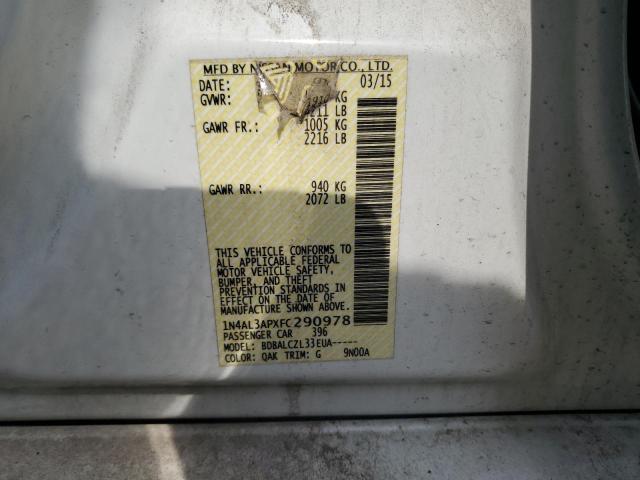 MFD BY NISSAN MOTOR CO., LTD.
DATE: 03/15
GVWR: KG
LB
GAWR FR.: 1005 KG
2216 LB
GAWR RR.: 940 KG
2072 LB
THIS VEHICLE CONFORMS TO
ALL APPLICABLE FEDERAL
MOTOR VEHICLE SAFETY,
BUMPER, AND THEFT
PREVENTION STANDARDS IN
EFFECT ON THE DATE OF
MANUFACTURE SHOWN ABOVE.
1N4AL3APXFC290978
PASSENGER CAR 396
MODEL: BDBALCZL33EUA-----
COLOR: QAK TRIM: G 9N00A